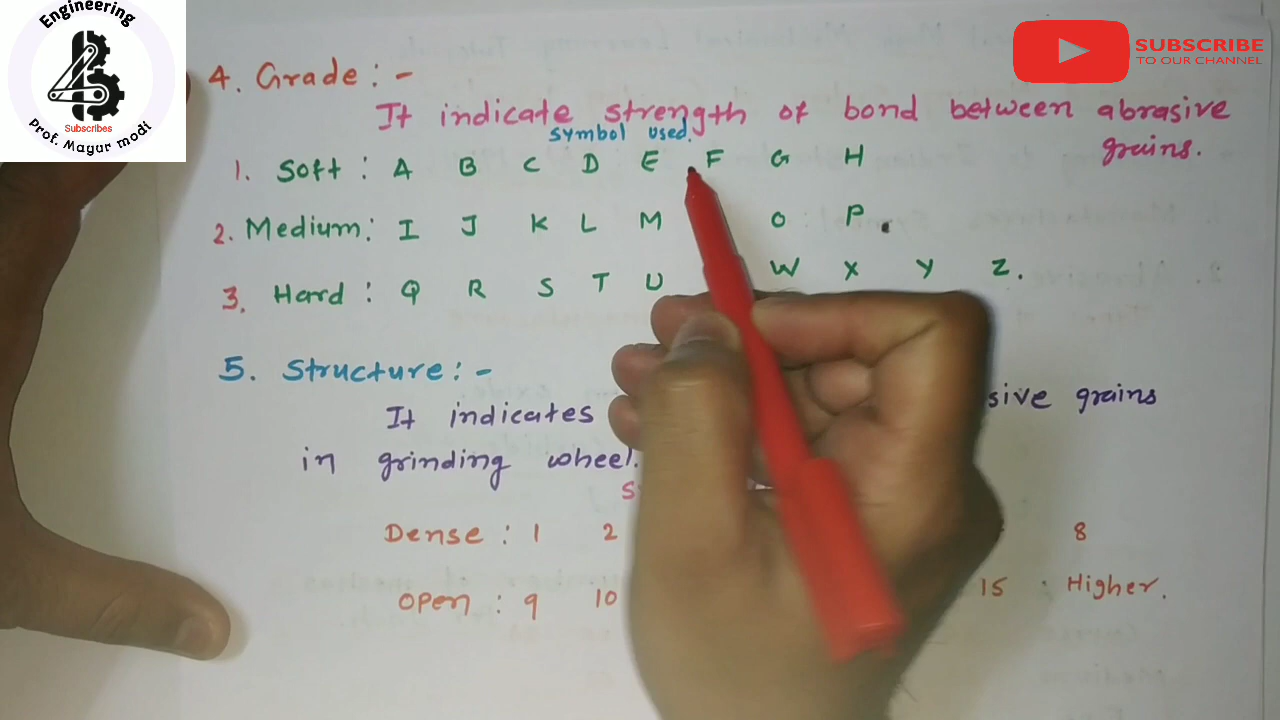 Engineering
Subscribes
Prof. Mayur modi
SUBSCRIBE
TO OUR CHANNEL
4. Grade : -
It indicate strength of bond between abrasive
grains.
symbol used.
1. Soft : A B C D E F G H
2. Medium : I J K L M O P.
3. Hard : Q R S T U W X Y Z.
5. Structure : -
It indicates sive grains
in grinding wheel.
Dense : 1 2 8
Open : 9 10 15 : Higher.